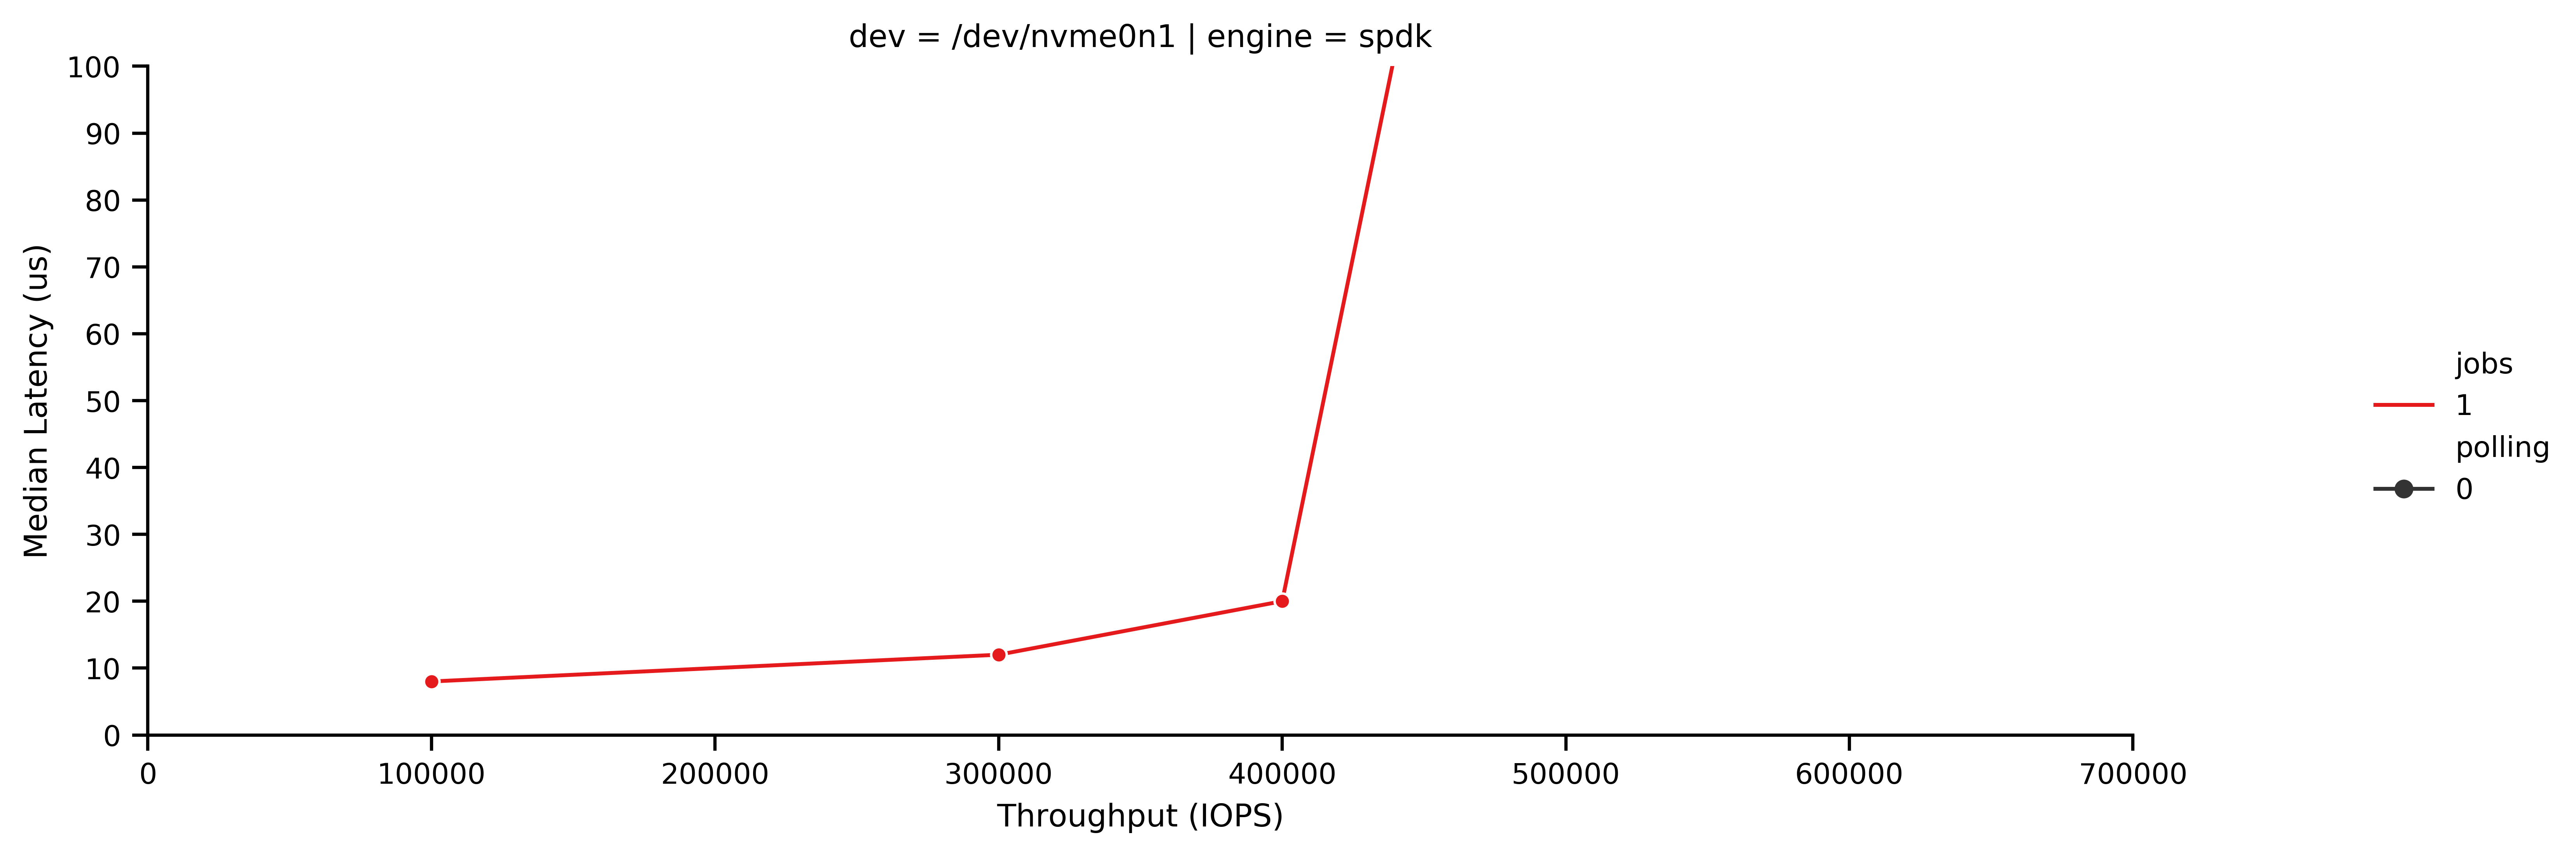 dev = /dev/nvme0n1 | engine = spdk
100
90
80
70
60
50
40
30
20
10
0
Median Latency (us)
0 100000 200000 300000 400000 500000 600000 700000
Throughput (IOPS)
jobs
1
polling
0